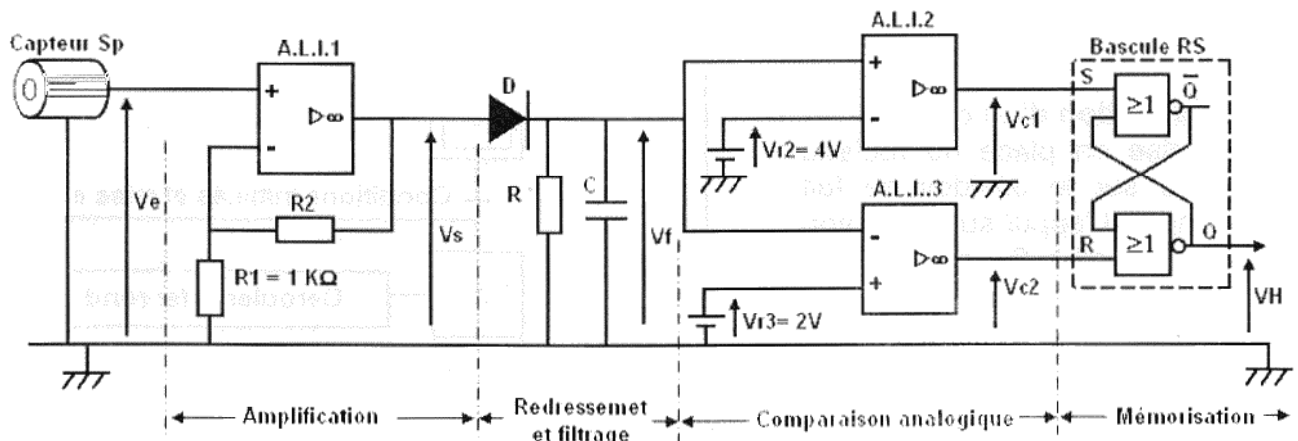 Capteur Sp
A.L.I.1
+
-
▷∞
R2
R1 = 1 KΩ
Ve
Vs
D
R
C
Vf
A.L.I.2
+
-
▷∞
Vr2= 4V
Vc1
A.L.I..3
-
+
▷∞
Vr3= 2V
Vc2
Bascule RS
S
≥1
Q̅
R
≥1
Q
VH
Amplification
Redressemet
et filtrage
Comparaison analogique
Mémorisation